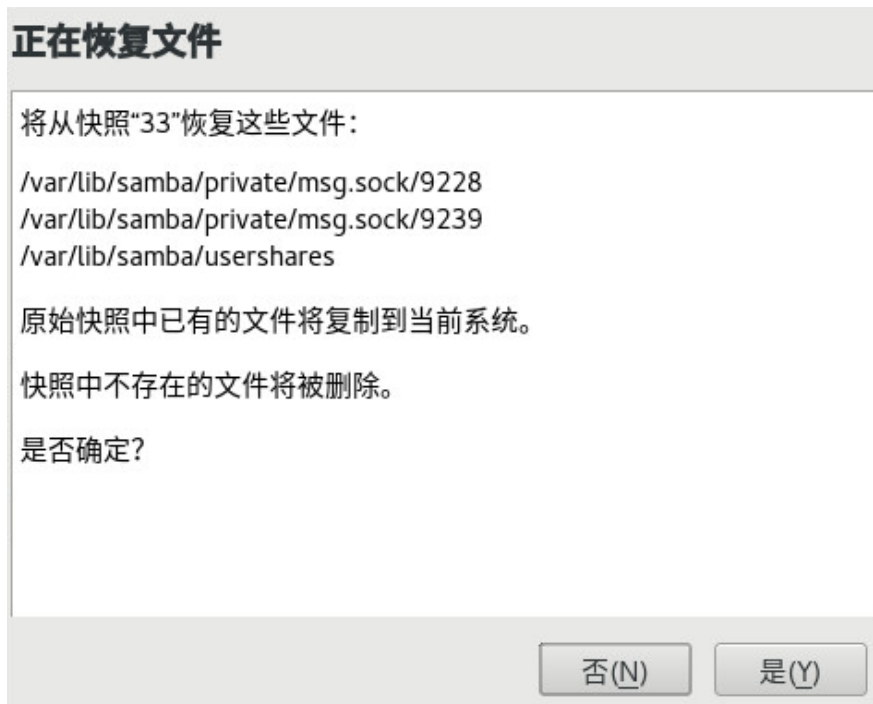 正在恢复文件
将从快照“33”恢复这些文件：
/var/lib/samba/private/msg.sock/9228
/var/lib/samba/private/msg.sock/9239
/var/lib/samba/usershares
原始快照中已有的文件将复制到当前系统。
快照中不存在的文件将被删除。
是否确定？
否(N) 是(Y)